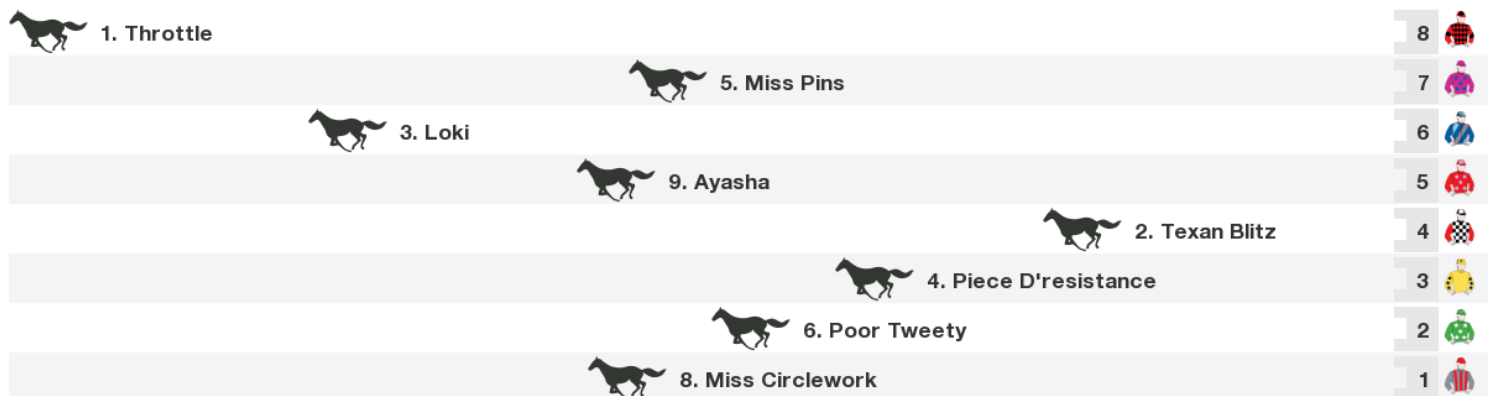 1. Throttle 8
5. Miss Pins 7
3. Loki 6
9. Ayasha 5
2. Texan Blitz 4
4. Piece D'resistance 3
6. Poor Tweety 2
8. Miss Circlework 1